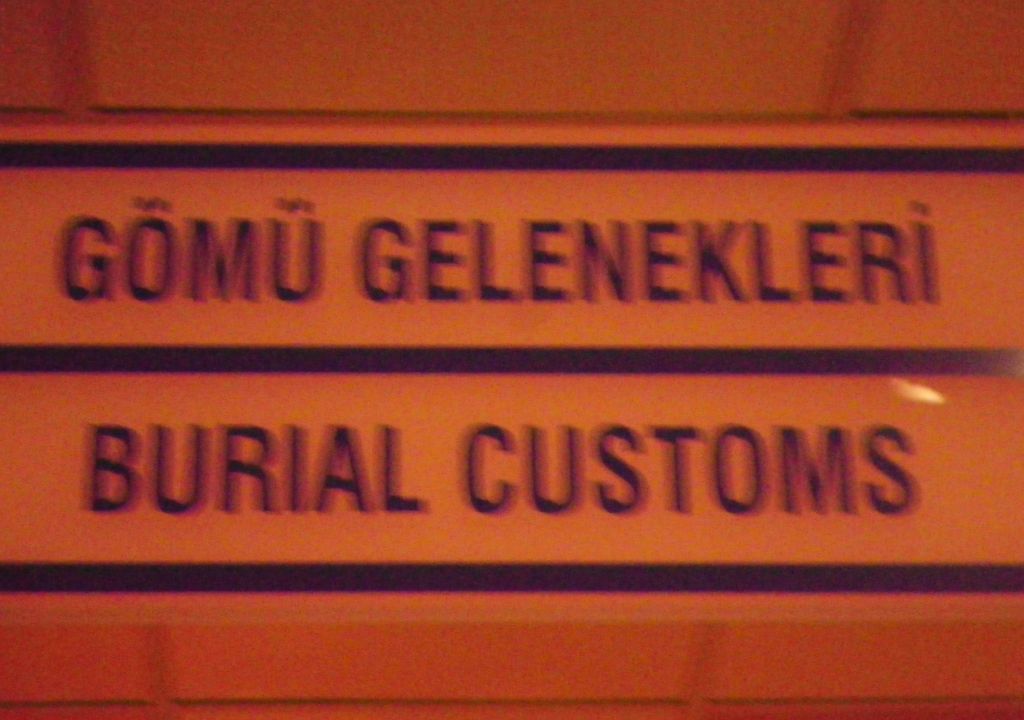 GÖMÜ GELENEKLERİ
BURIAL CUSTOMS